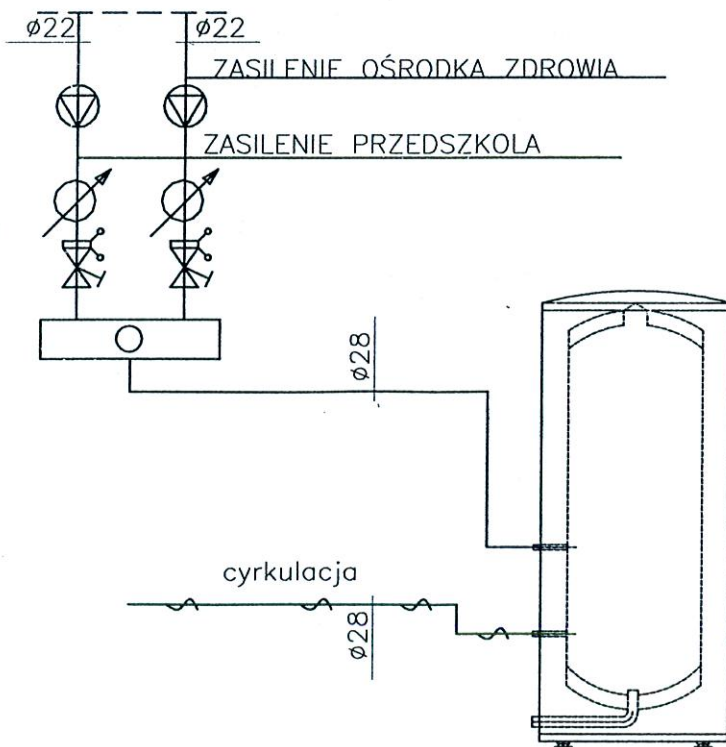 ø22 ø22
ZASILENIE OŚRODKA ZDROWIA
ZASILENIE PRZEDSZKOLA
ø28
cyrkulacja
ø28